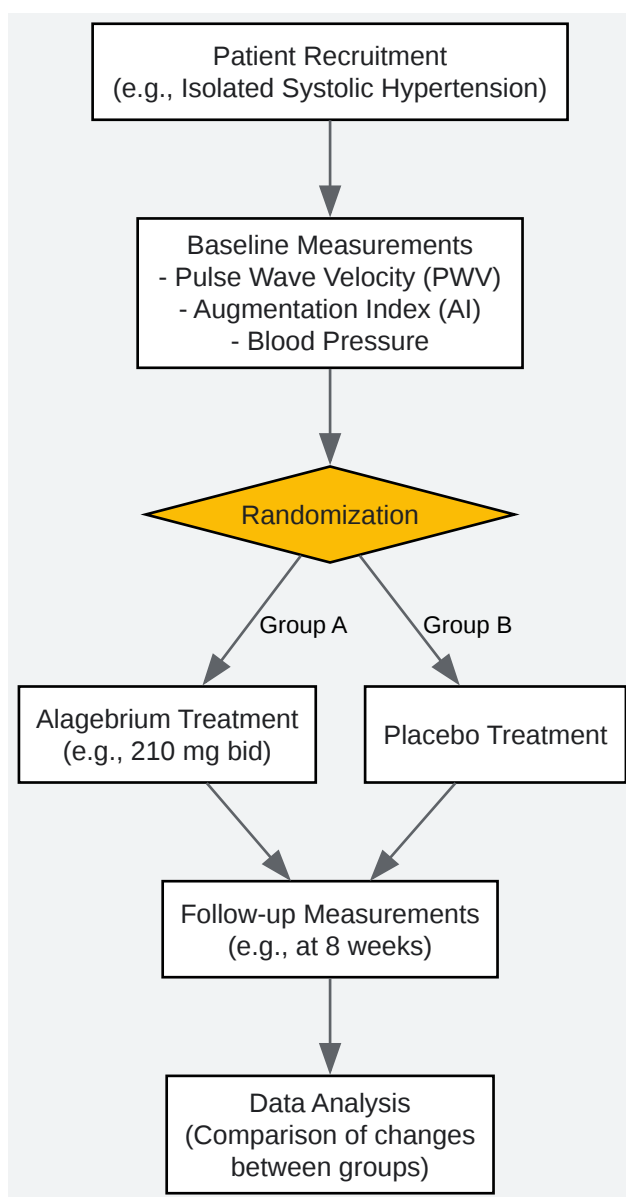 Patient Recruitment
(e.g., Isolated Systolic Hypertension)
Baseline Measurements
- Pulse Wave Velocity (PWV)
- Augmentation Index (AI)
- Blood Pressure
Randomization
Group A
Group B
Alagebrium Treatment
(e.g., 210 mg bid)
Placebo Treatment
Follow-up Measurements
(e.g., at 8 weeks)
Data Analysis
(Comparison of changes
between groups)